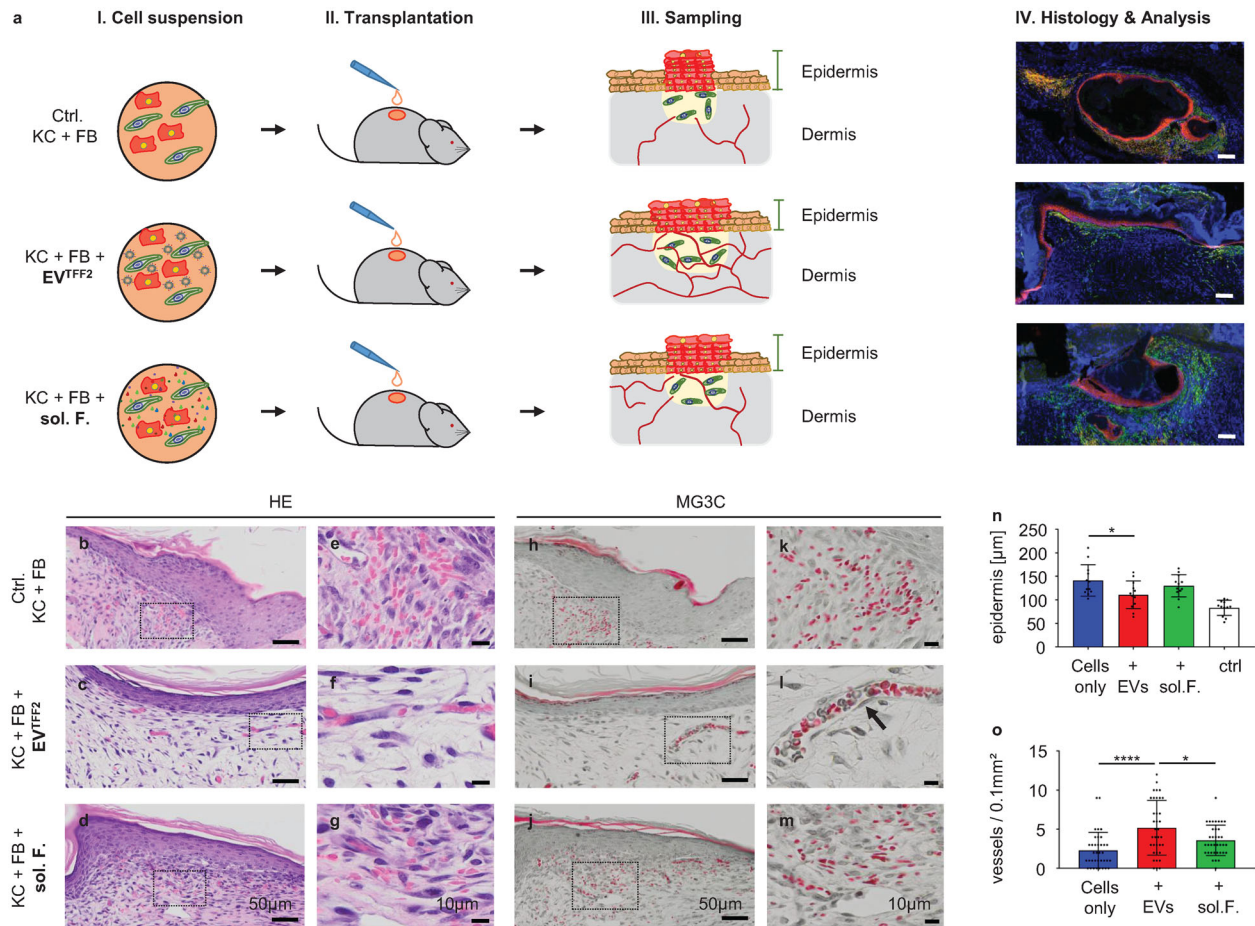 a
I. Cell suspension
II. Transplantation
III. Sampling
IV. Histology & Analysis
Ctrl.
KC + FB
Epidermis
Dermis
KC + FB +
EVTFF2
Epidermis
Dermis
KC + FB +
sol. F.
Epidermis
Dermis
HE
MG3C
Ctrl.
KC + FB
b
e
h
k
KC + FB +
EVTFF2
c
f
i
l
KC + FB +
sol. F.
d
50µm
g
10µm
j
50µm
m
10µm
n
epidermis [µm]
250
200
150
100
50
0
*
Cells
only
+
EVs
+
sol.F.
ctrl
o
vessels / 0.1mm²
15
10
5
0
****
*
Cells
only
+
EVs
+
sol.F.